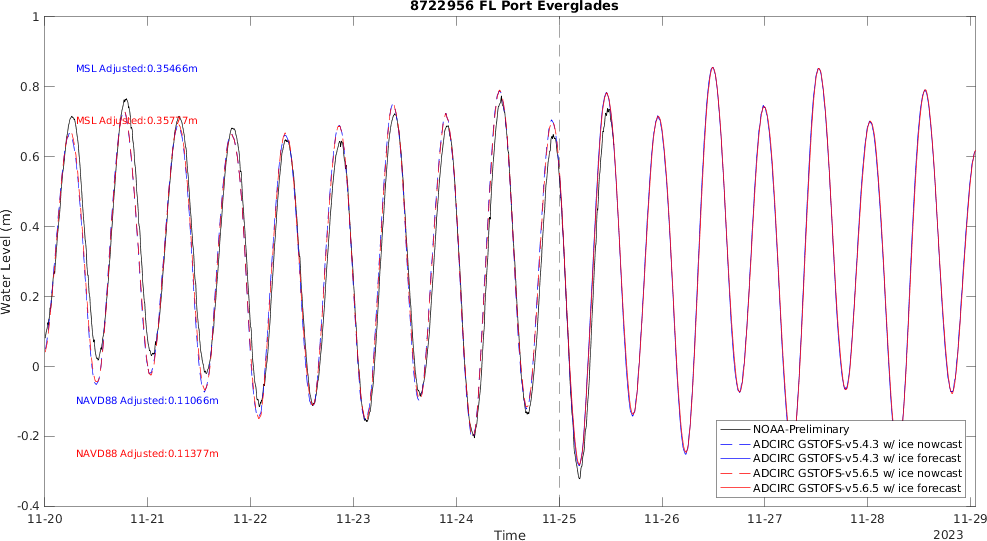 8722956 FL Port Everglades
1
0.8
0.6
0.4
0.2
0
-0.2
-0.4
Water Level (m)
MSL Adjusted:0.35466m
MSL Adjusted:
NAVD88 Adjusted:0.11066m
NAVD88 Adjusted:0.11377m
NOAA-Preliminary
ADCIRC GSTOFS-v5.4.3 w/ ice nowcast
ADCIRC GSTOFS-v5.4.3 w/ ice forecast
ADCIRC GSTOFS-v5.6.5 w/ ice nowcast
ADCIRC GSTOFS-v5.6.5 w/ ice forecast
11-20 11-21 11-22 11-23 11-24 11-25 11-26 11-27 11-28 11-29
Time
2023